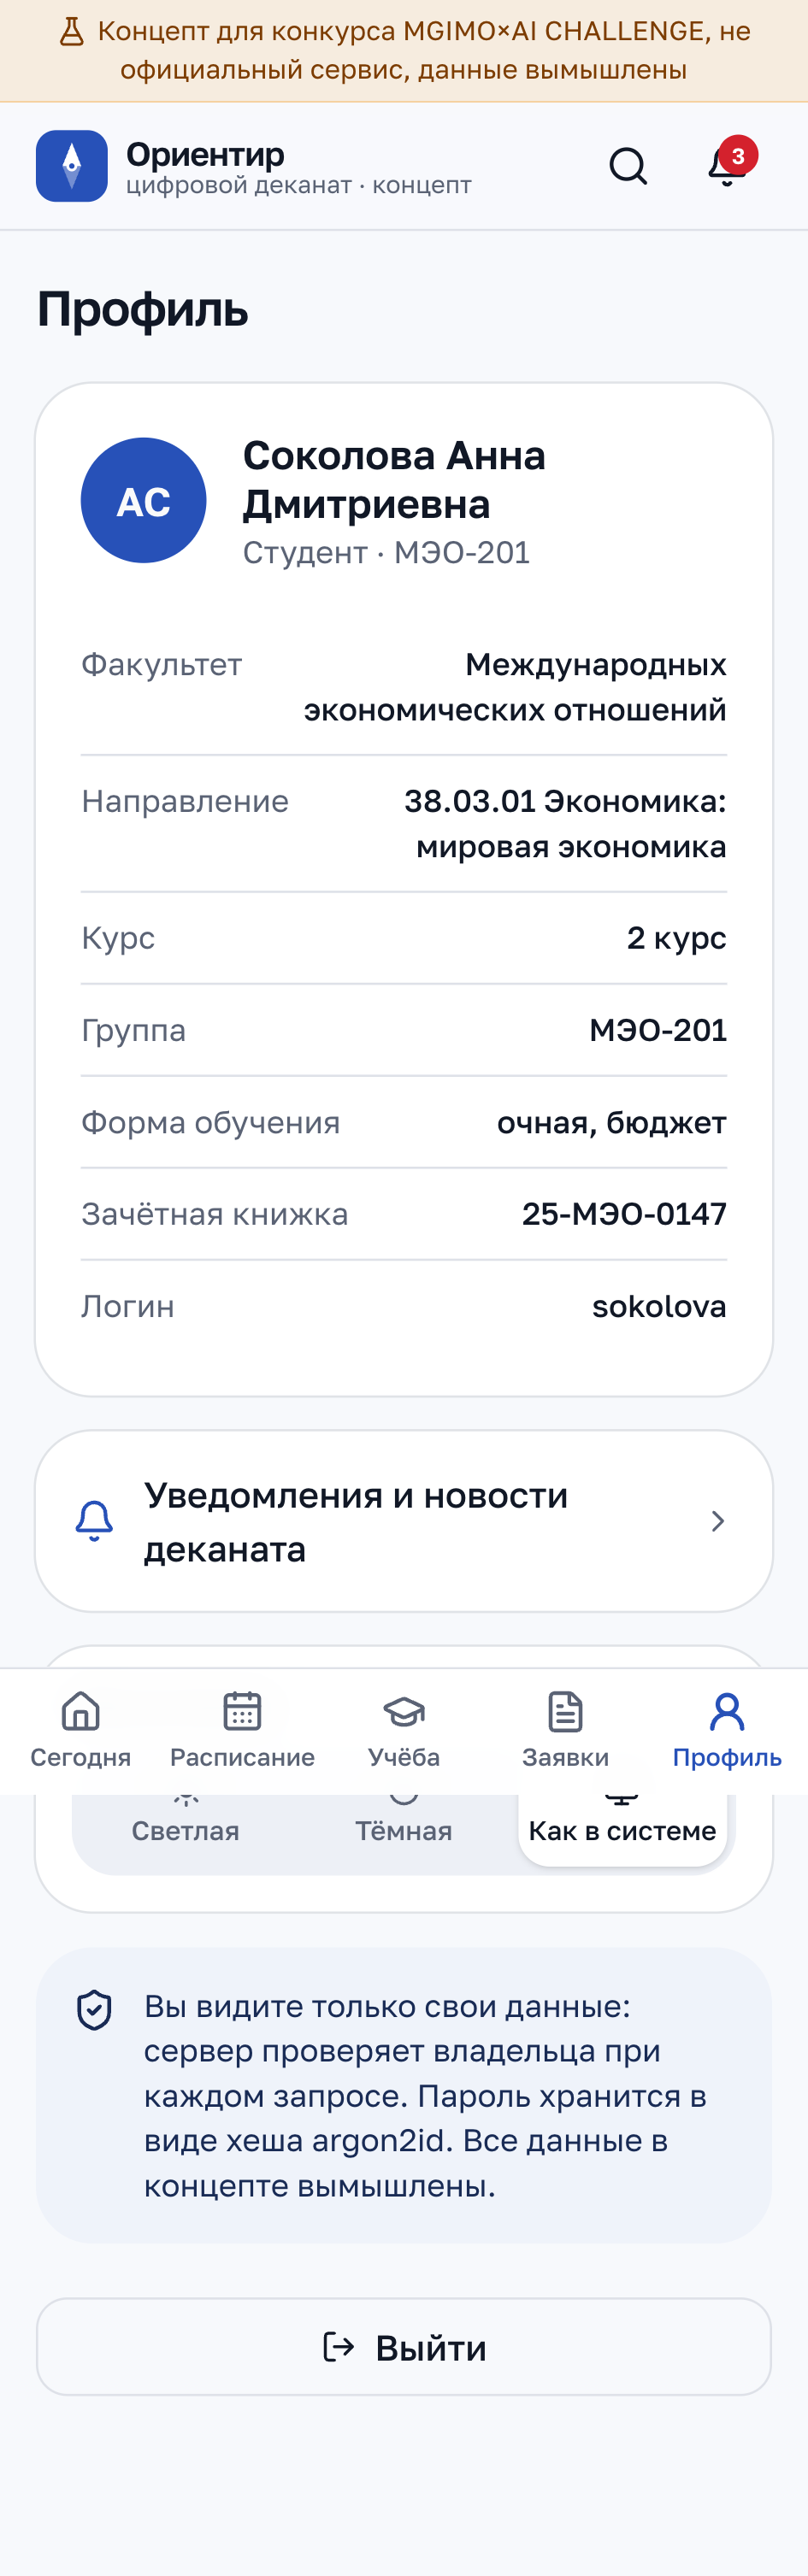 Концепт для конкурса MGIMO×AI CHALLENGE, не
официальный сервис, данные вымышлены
Ориентир
цифровой деканат · концепт
3
Профиль
АС
Соколова Анна
Дмитриевна
Студент · МЭО-201
Факультет
Международных
экономических отношений
Направление
38.03.01 Экономика:
мировая экономика
Курс
2 курс
Группа
МЭО-201
Форма обучения
очная, бюджет
Зачётная книжка
25-МЭО-0147
Логин
sokolova
Уведомления и новости
деканата
Сегодня
Расписание
Учёба
Заявки
Профиль
Светлая
Тёмная
Как в системе
Вы видите только свои данные:
сервер проверяет владельца при
каждом запросе. Пароль хранится в
виде хеша argon2id. Все данные в
концепте вымышлены.
Выйти